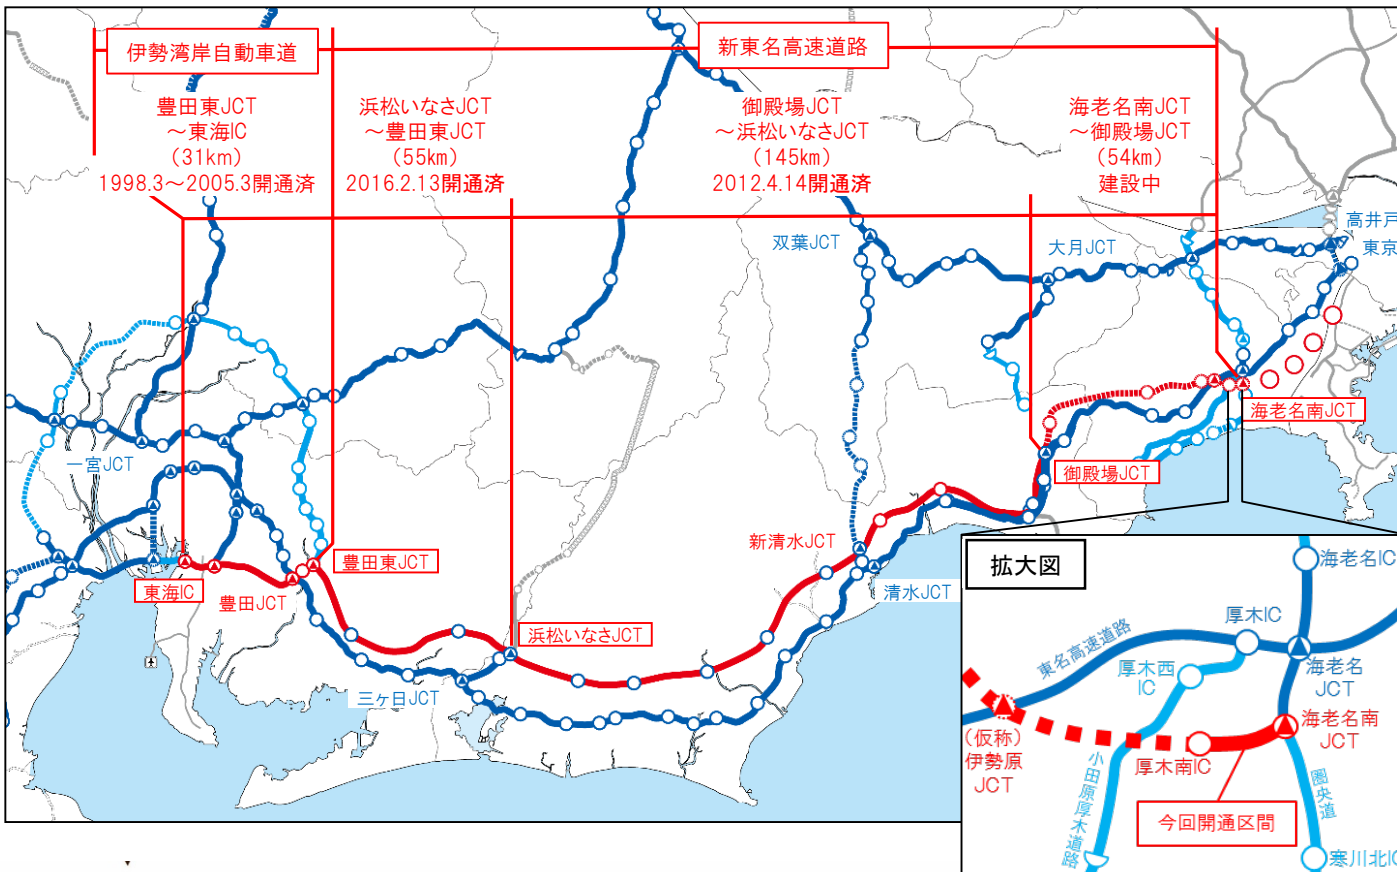 伊勢湾岸自動車道
新東名高速道路
豊田東JCT
～東海IC
(31km)
1998.3～2005.3開通済
浜松いなさJCT
～豊田東JCT
(55km)
2016.2.13開通済
御殿場JCT
～浜松いなさJCT
(145km)
2012.4.14開通済
海老名南JCT
～御殿場JCT
(54km)
建設中
双葉JCT
大月JCT
高井戸
東京
海老名南JCT
一宮JCT
御殿場JCT
新清水JCT
清水JCT
豊田東JCT
東海IC
豊田JCT
浜松いなさJCT
三ヶ日JCT
拡大図
海老名IC
厚木IC
東名高速道路
厚木西
IC
海老名
JCT
海老名南
JCT
(仮称)
伊勢原
JCT
厚木南IC
小田原厚木道路
圏央道
今回開通区間
寒川北IC